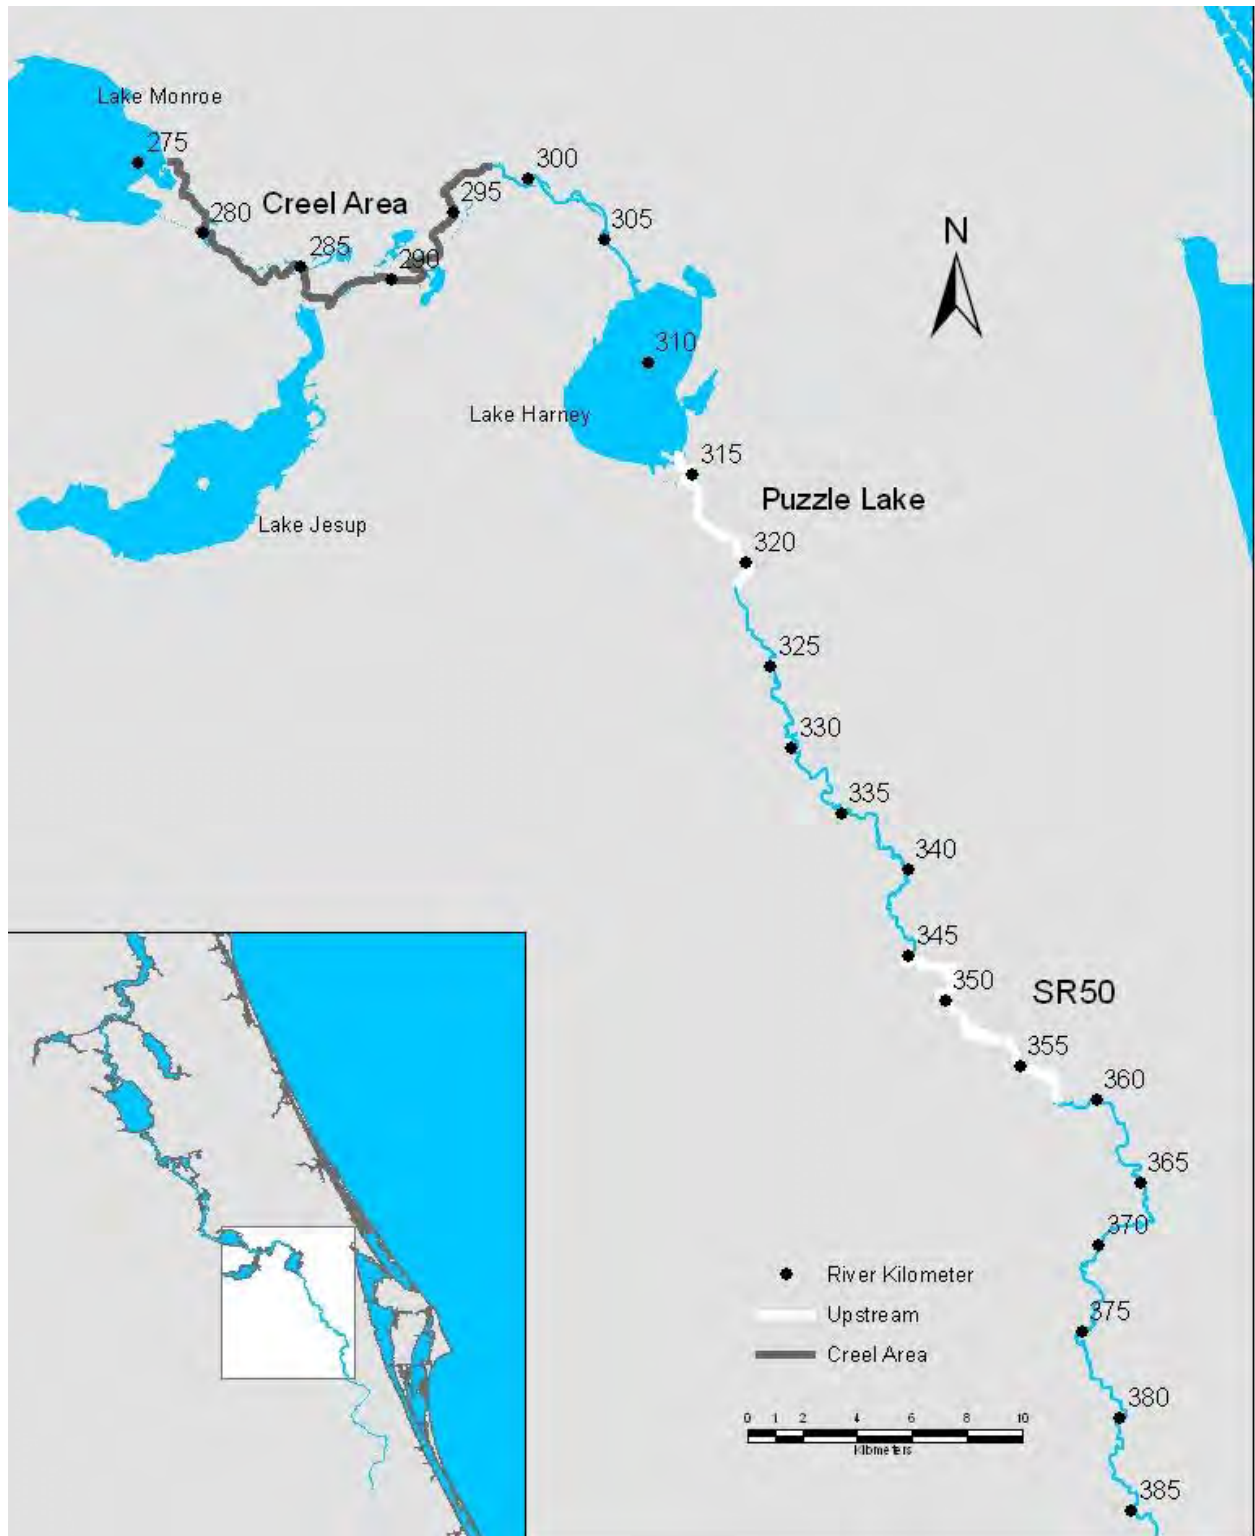 Lake Monroe
275
300
295
280
Creel Area
305
N
285
290
310
Lake Harney
315
Puzzle Lake
Lake Jesup
320
325
330
335
340
345
350
SR50
355
360
365
370
River Kilometer
375
Upstream
Creel Area
380
0 1 2 4 6 8 10
Kilometers
385